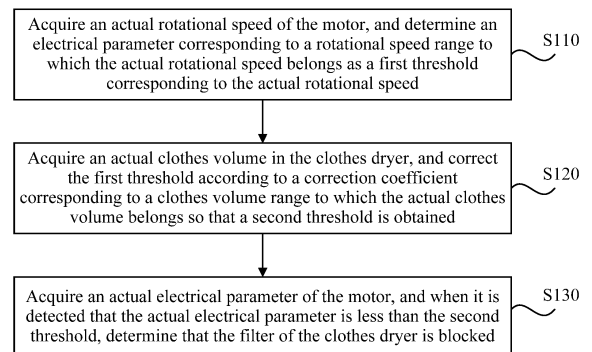 Acquire an actual rotational speed of the motor, and determine an
electrical parameter corresponding to a rotational speed range to
which the actual rotational speed belongs as a first threshold
corresponding to the actual rotational speed
S110
Acquire an actual clothes volume in the clothes dryer, and correct
the first threshold according to a correction coefficient
corresponding to a clothes volume range to which the actual clothes
volume belongs so that a second threshold is obtained
S120
Acquire an actual electrical parameter of the motor, and when it is
detected that the actual electrical parameter is less than the second
threshold, determine that the filter of the clothes dryer is blocked
S130